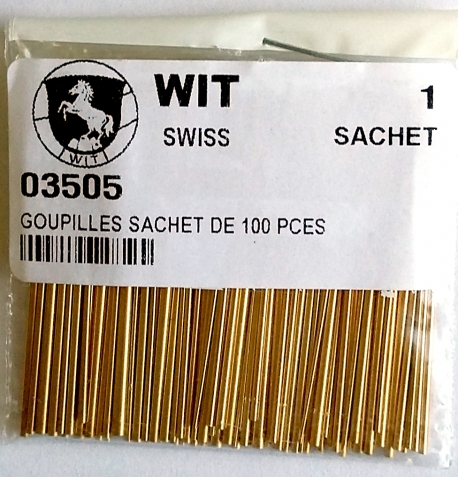 WIT 1
SWISS SACHET
WIT
03505
GOUPILLES SACHET DE 100 PCES